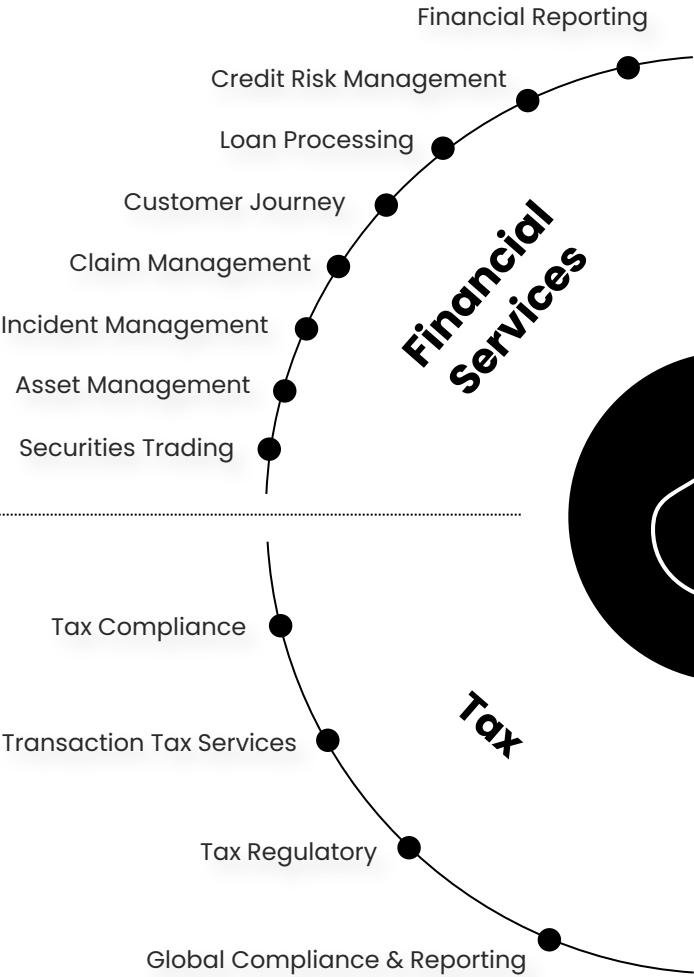 Financial Reporting
Credit Risk Management
Loan Processing
Customer Journey
Claim Management
Incident Management
Asset Management
Securities Trading
Financial
Services
Tax Compliance
Transaction Tax Services
Tax Regulatory
Global Compliance & Reporting
Tax